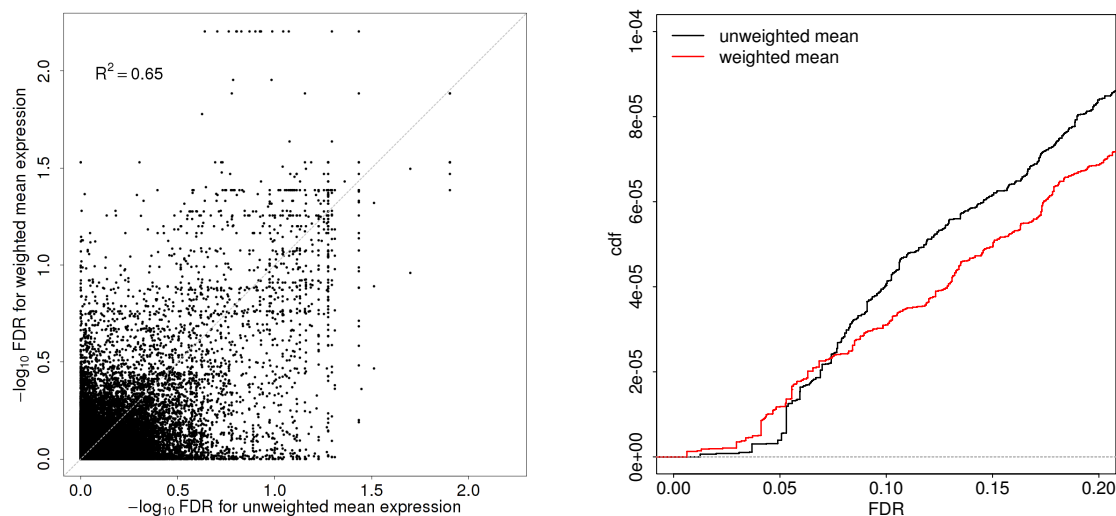 R² = 0.65
−log₁₀ FDR for weighted mean expression
0.0 0.5 1.0 1.5 2.0
0.0 0.5 1.0 1.5 2.0
−log₁₀ FDR for unweighted mean expression
unweighted mean
weighted mean
cdf
0e+00 2e-05 4e-05 6e-05 8e-05 1e-04
0.00 0.05 0.10 0.15 0.20
FDR